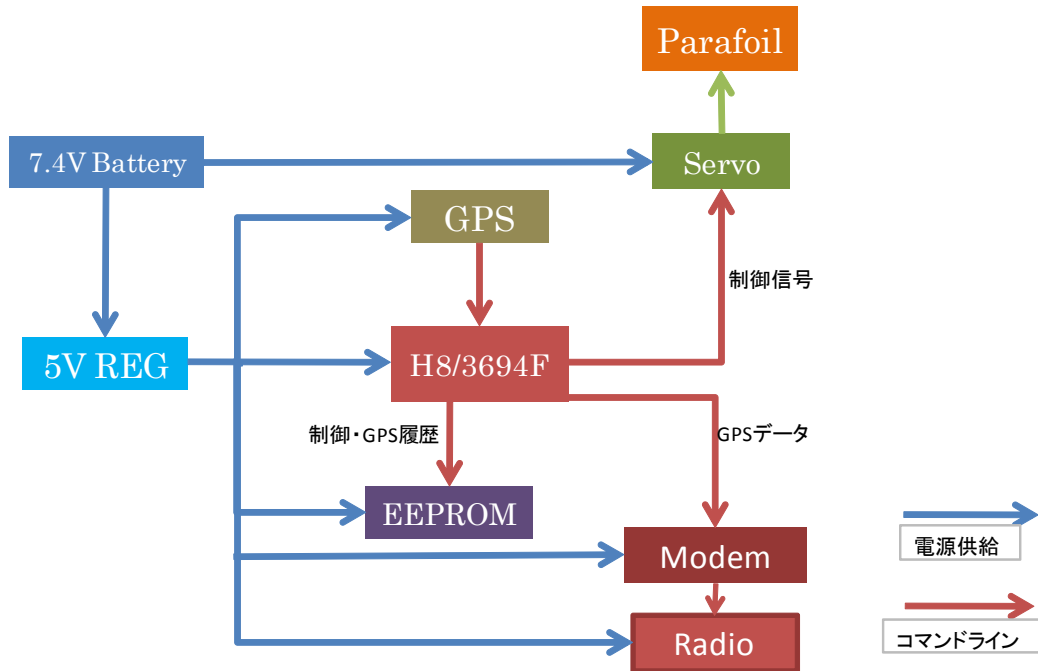 Parafoil
7.4V Battery
Servo
GPS
制御信号
5V REG
H8/3694F
制御・GPS履歴
GPSデータ
EEPROM
Modem
電源供給
Radio
コマンドライン